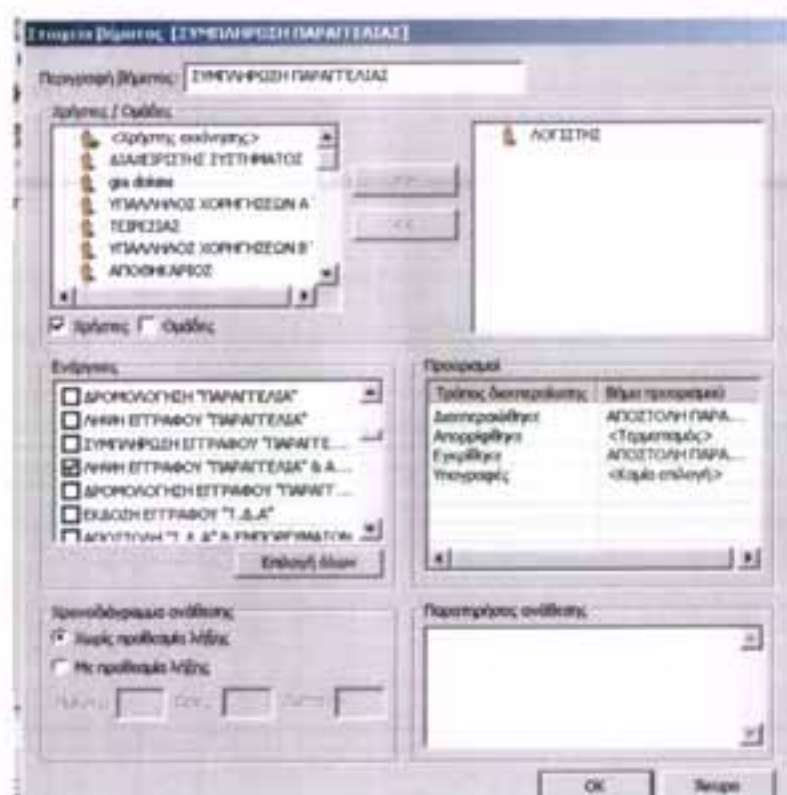 Στοιχεία βήματος [ΣΥΜΠΛΗΡΩΣΗ ΠΑΡΑΓΓΕΛΙΑΣ]
Περιγραφή βήματος: ΣΥΜΠΛΗΡΩΣΗ ΠΑΡΑΓΓΕΛΙΑΣ
Χρήστες / Ομάδες
<Χρήστης εκκίνησης>
ΔΙΑΧΕΙΡΙΣΤΗΣ ΣΥΣΤΗΜΑΤΟΣ
ΥΠΑΛΛΗΛΟΣ ΧΟΡΗΓΗΣΕΩΝ Α΄
ΤΕΙΡΕΣΙΑΣ
ΥΠΑΛΛΗΛΟΣ ΧΟΡΗΓΗΣΕΩΝ Β΄
ΑΠΟΘΗΚΑΡΙΟΣ
>>
<<
ΛΟΓΙΣΤΗΣ
Χρήστες Ομάδες
Ενέργειες
ΔΡΟΜΟΛΟΓΗΣΗ "ΠΑΡΑΓΓΕΛΙΑ"
ΛΗΨΗ ΕΓΓΡΑΦΟΥ "ΠΑΡΑΓΓΕΛΙΑ"
ΣΥΜΠΛΗΡΩΣΗ ΕΓΓΡΑΦΟΥ "ΠΑΡΑΓΓΕ...
ΛΗΨΗ ΕΓΓΡΑΦΟΥ "ΠΑΡΑΓΓΕΛΙΑ" & Α...
ΔΡΟΜΟΛΟΓΗΣΗ ΕΓΓΡΑΦΟΥ "ΠΑΡΑΓΓ...
ΕΚΔΟΣΗ ΕΓΓΡΑΦΟΥ "Τ.Δ.Α"
ΑΠΟΣΤΟΛΗ "Τ.Δ.Α" & ΕΜΠΟΡΕΥΜΑΤΩΝ
Επιλογή όλων
Προορισμοί
Τρόπος διεκπεραίωσης Βήμα προορισμού
Διεκπεραιώθηκε ΑΠΟΣΤΟΛΗ ΠΑΡΑ...
Απορρίφθηκε <Τερματισμός>
Εγκρίθηκε ΑΠΟΣΤΟΛΗ ΠΑΡΑ...
Υπογραφές <Καμία επιλογή>
Χρονοδιάγραμμα ανάθεσης
Χωρίς προθεσμία λήξης
Με προθεσμία λήξης
Παρατηρήσεις ανάθεσης
OK Άκυρο